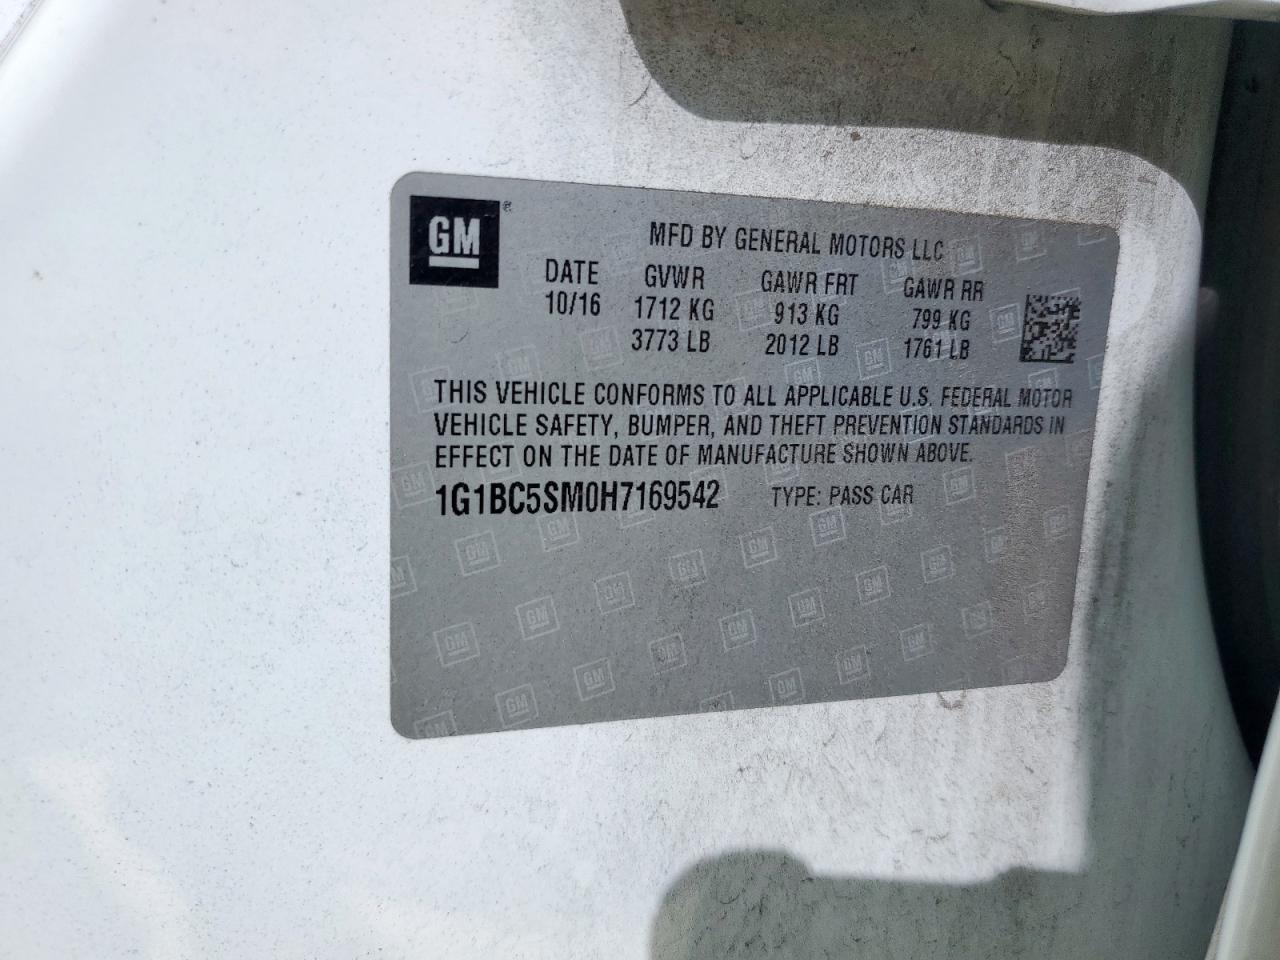 GM ®
MFD BY GENERAL MOTORS LLC
DATE GVWR GAWR FRT GAWR RR
10/16 1712 KG 913 KG 799 KG
3773 LB 2012 LB 1761 LB
THIS VEHICLE CONFORMS TO ALL APPLICABLE U.S. FEDERAL MOTOR
VEHICLE SAFETY, BUMPER, AND THEFT PREVENTION STANDARDS IN
EFFECT ON THE DATE OF MANUFACTURE SHOWN ABOVE.
1G1BC5SM0H7169542 TYPE: PASS CAR